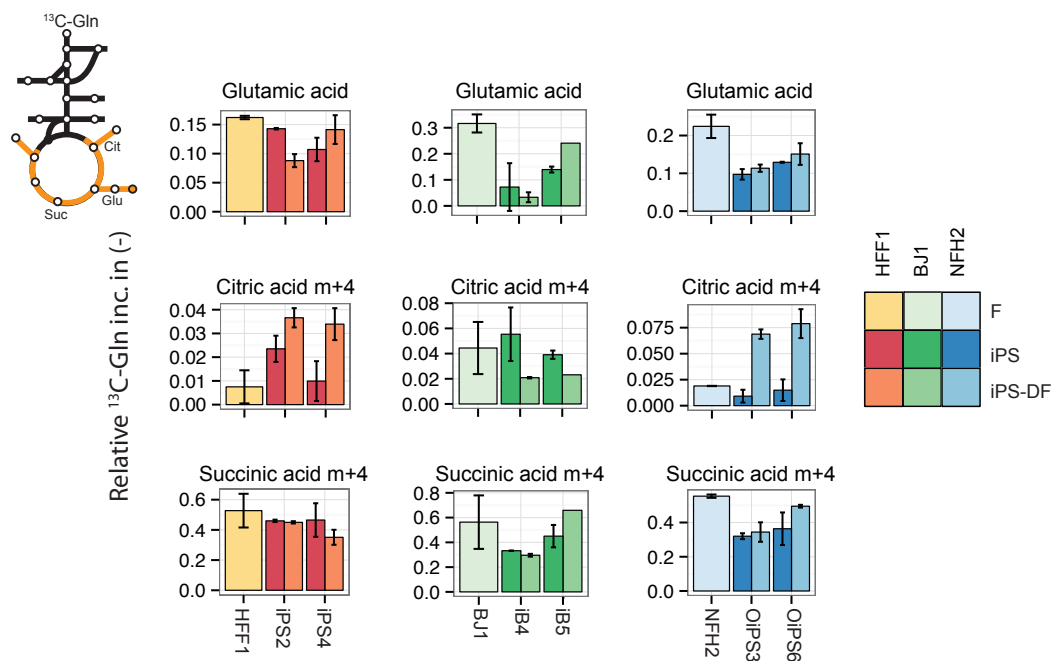 ¹³C-Gln
Cit
Glu
Suc
Relative ¹³C-Gln inc. in (-)
Glutamic acid
0.15
0.10
0.05
0.00
Glutamic acid
0.3
0.2
0.1
0.0
Glutamic acid
0.2
0.1
0.0
Citric acid m+4
0.04
0.03
0.02
0.01
0.00
Citric acid m+4
0.08
0.06
0.04
0.02
0.00
Citric acid m+4
0.075
0.050
0.025
0.000
Succinic acid m+4
0.6
0.4
0.2
0.0
HFF1
iPS2
iPS4
Succinic acid m+4
0.8
0.6
0.4
0.2
0.0
BJ1
iB4
iB5
Succinic acid m+4
0.4
0.2
0.0
NFH2
OiPS3
OiPS6
HFF1
BJ1
NFH2
F
iPS
iPS-DF